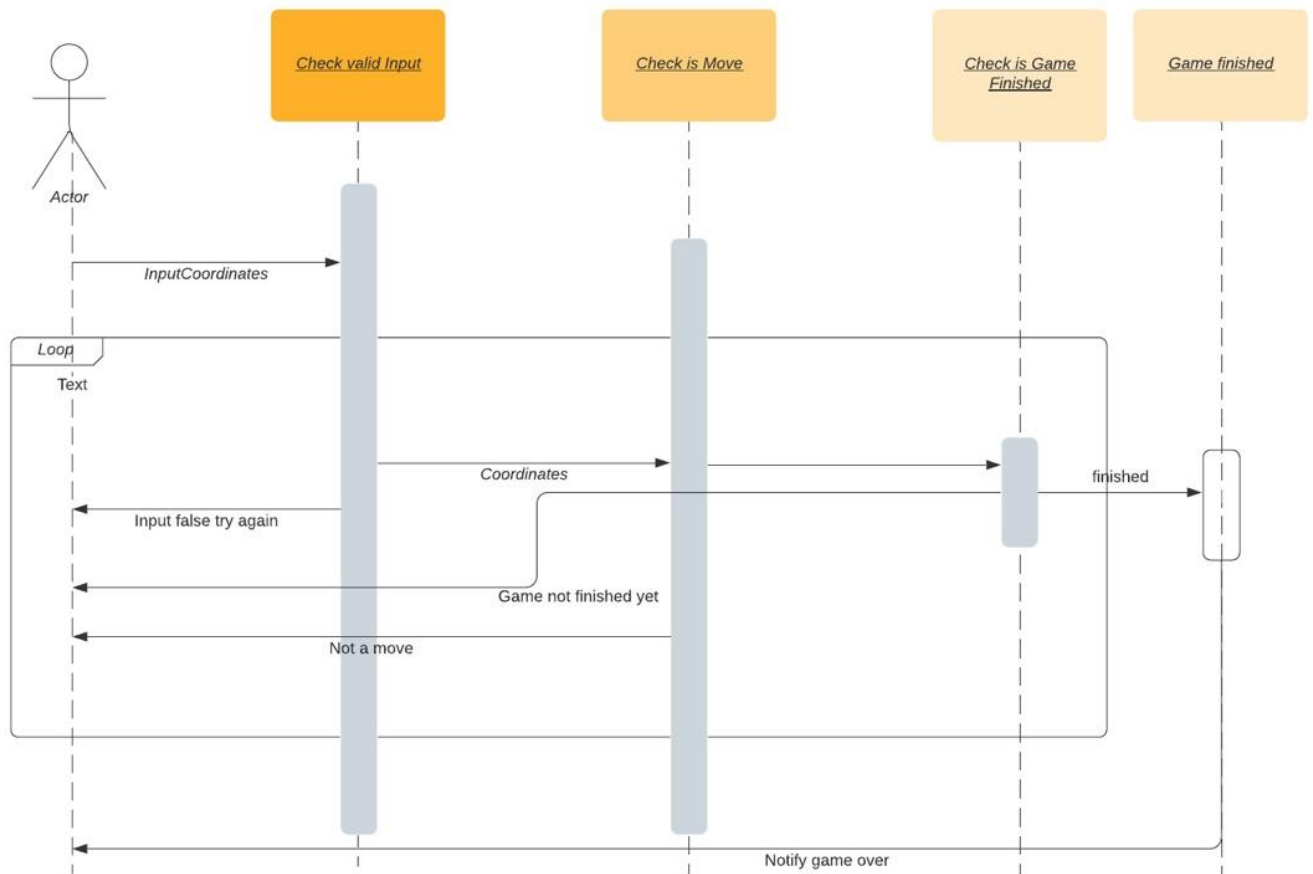 Check valid Input
Check is Move
Check is Game
Finished
Game finished
Actor
InputCoordinates
Loop
Text
Coordinates
finished
Input false try again
Game not finished yet
Not a move
Notify game over